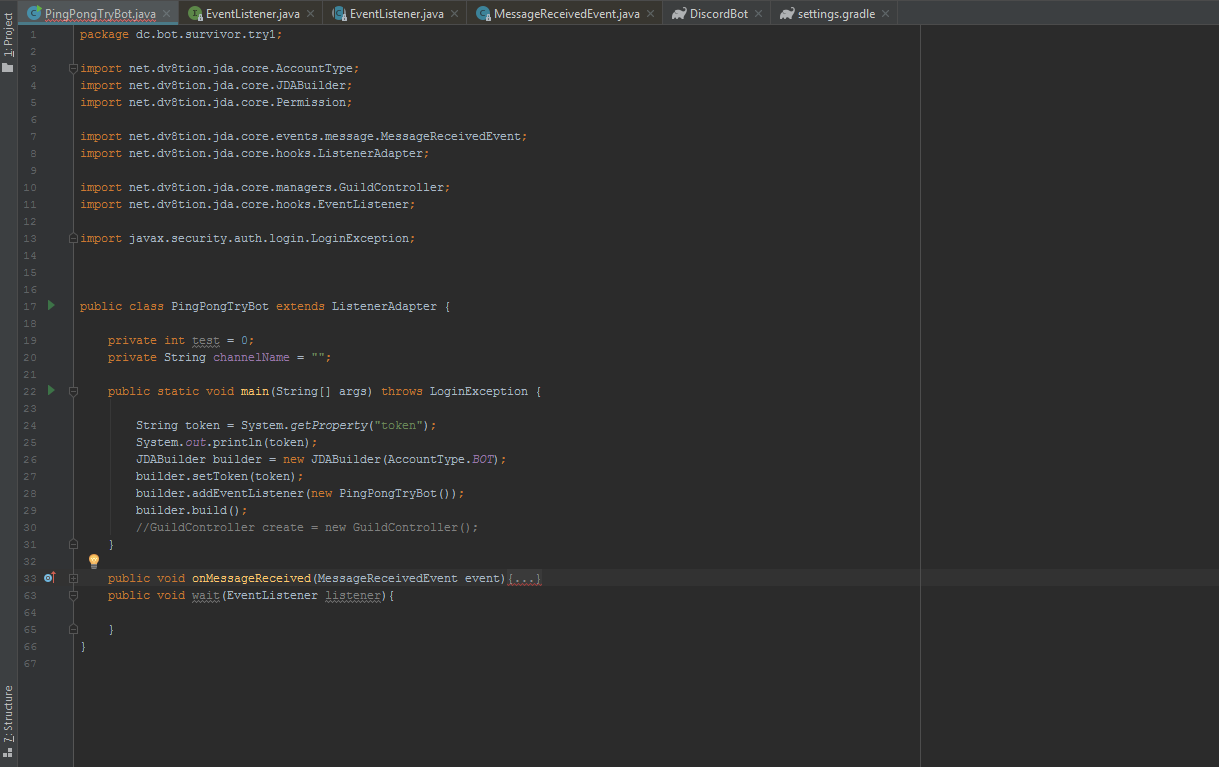 PingPongTryBot.java EventListener.java EventListener.java MessageReceivedEvent.java DiscordBot settings.gradle
1: Project
1 package dc.bot.survivor.try1;
2
3 import net.dv8tion.jda.core.AccountType;
4 import net.dv8tion.jda.core.JDABuilder;
5 import net.dv8tion.jda.core.Permission;
6
7 import net.dv8tion.jda.core.events.message.MessageReceivedEvent;
8 import net.dv8tion.jda.core.hooks.ListenerAdapter;
9
10 import net.dv8tion.jda.core.managers.GuildController;
11 import net.dv8tion.jda.core.hooks.EventListener;
12
13 import javax.security.auth.login.LoginException;
14
15
16
17 public class PingPongTryBot extends ListenerAdapter {
18
19 private int test = 0;
20 private String channelName = "";
21
22 public static void main(String[] args) throws LoginException {
23
24 String token = System.getProperty("token");
25 System.out.println(token);
26 JDABuilder builder = new JDABuilder(AccountType.BOT);
27 builder.setToken(token);
28 builder.addEventListener(new PingPongTryBot());
29 builder.build();
30 //GuildController create = new GuildController();
31 }
32
33 public void onMessageReceived(MessageReceivedEvent event){...}
63 public void wait(EventListener listener){
64
65 }
66 }
67
7: Structure